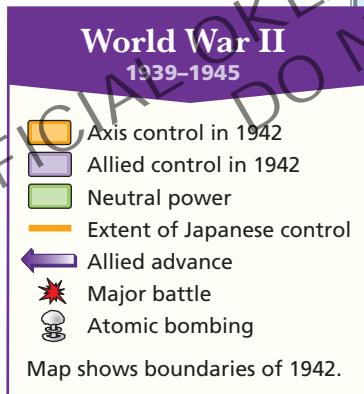 World War II
1939–1945
Axis control in 1942
Allied control in 1942
Neutral power
Extent of Japanese control
Allied advance
Major battle
Atomic bombing
Map shows boundaries of 1942.